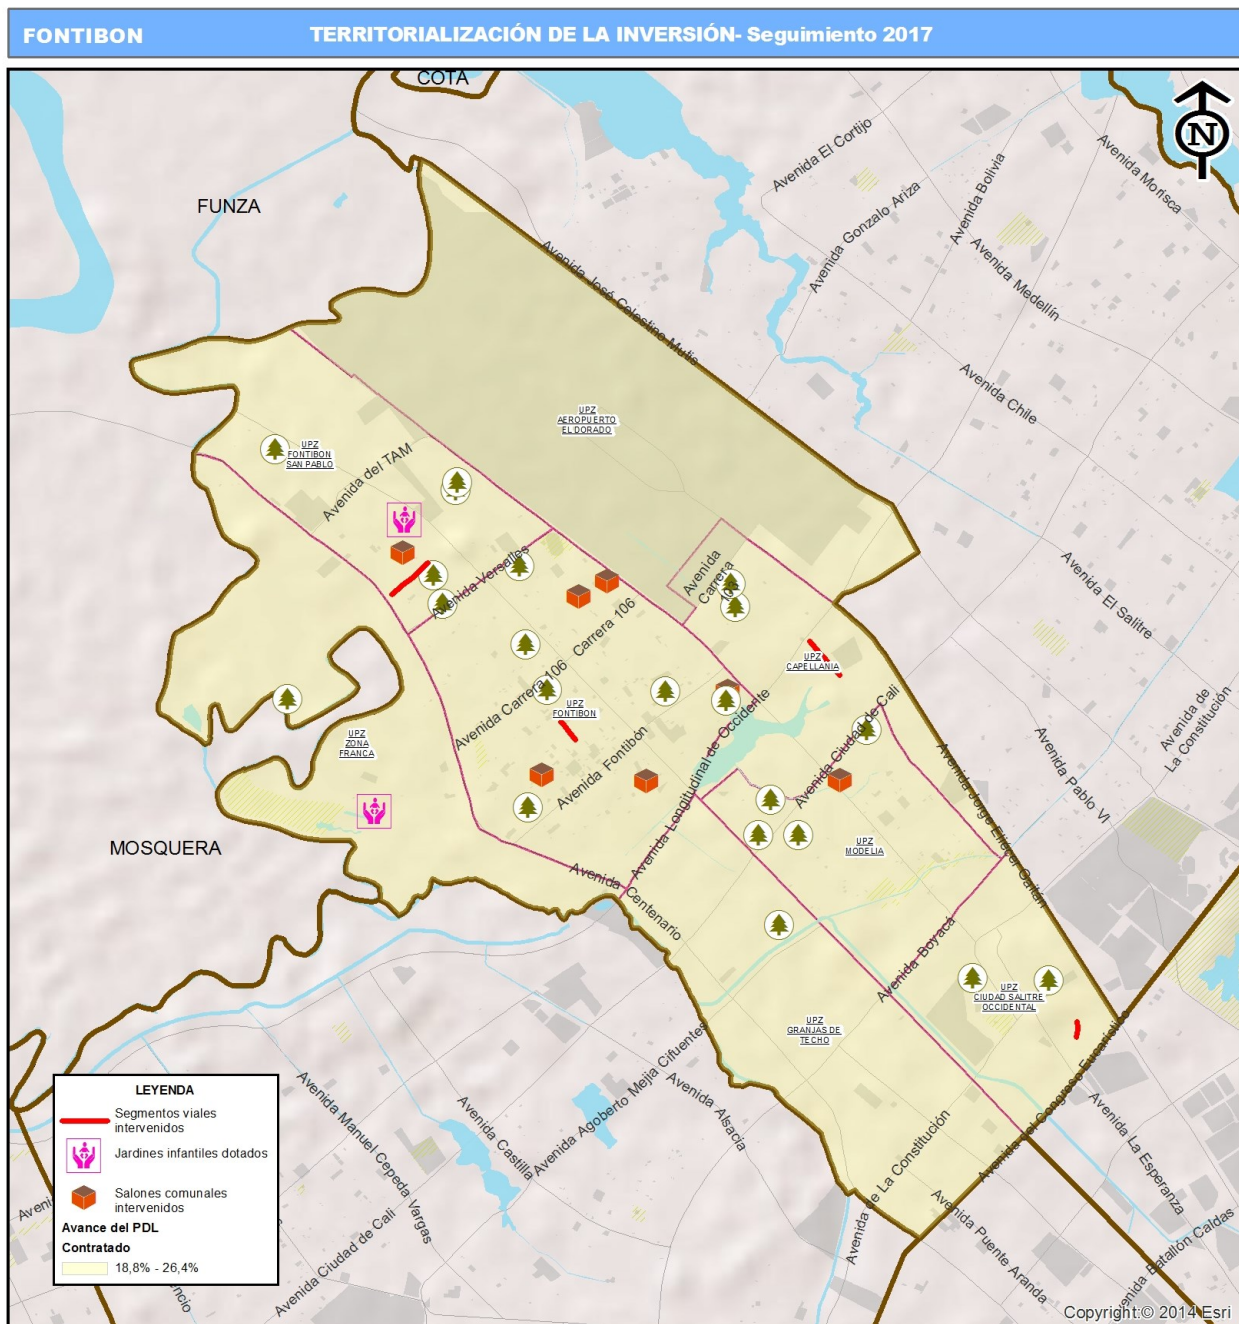 FONTIBON
TERRITORIALIZACIÓN DE LA INVERSIÓN- Seguimiento 2017
COTA
N
FUNZA
Avenida El Cortijo
Avenida Morisca
Avenida Gonzalo Ariza
Avenida Bolivia
Avenida Medellín
Avenida José Celestino Mutis
Avenida Chile
UPZ
AEROPUERTO
EL DORADO
UPZ
FONTIBON
SAN PABLO
Avenida del TAM
Avenida Versalles
Avenida
Carrera
Avenida El Salitre
Carrera 106
Avenida Carrera 106
UPZ
CAPELLANIA
UPZ
FONTIBON
UPZ
ZONA
FRANCA
Avenida Fontibón
Avenida Longitudinal de Occidente
Avenida Ciudad de Cali
Avenida de
La Constitución
Avenida Pablo VI
Avenida Jorge Eliécer Gaitán
MOSQUERA
UPZ
MODELIA
Avenida Centenario
Avenida Boyacá
UPZ
CIUDAD SALITRE
OCCIDENTAL
UPZ
GRANJAS DE
TECHO
Avenida del Congreso Eucarístico
Avenida Agoberto Mejia Cifuentes
Avenida Alsacia
Avenida Castilla
Avenida Manuel Cepeda Vargas
Avenida Ciudad de Cali
Avenida de La Constitución
Avenida La Esperanza
Avenida Puente Aranda
Avenida Batallón Caldas
LEYENDA
Segmentos viales
intervenidos
Jardines infantiles dotados
Salones comunales
intervenidos
Avance del PDL
Contratado
18,8% - 26,4%
Copyright:© 2014 Esri